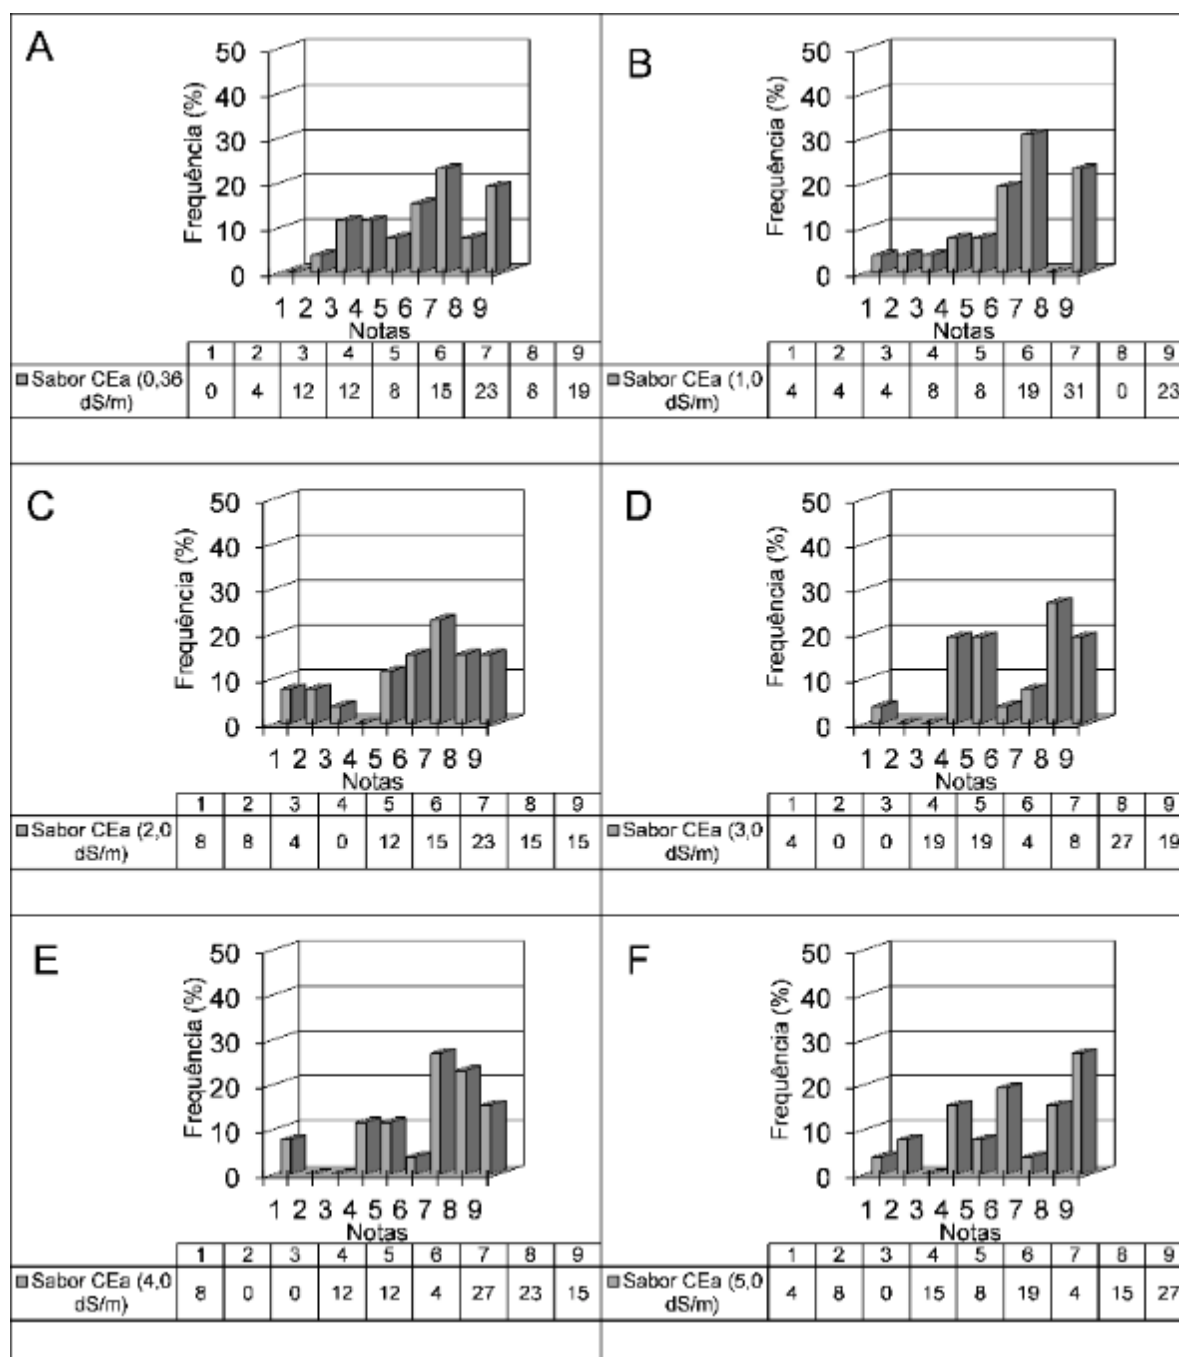 A
Frequência (%)
50
40
30
20
10
0
1 2 3 4 5 6 7 8 9
Notas
1 2 3 4 5 6 7 8 9
Sabor CEa (0,36 dS/m) 0 4 12 12 8 15 23 8 19
B
Frequência (%)
50
40
30
20
10
0
1 2 3 4 5 6 7 8 9
Notas
1 2 3 4 5 6 7 8 9
Sabor CEa (1,0 dS/m) 4 4 4 8 8 19 31 0 23
C
Frequência (%)
50
40
30
20
10
0
1 2 3 4 5 6 7 8 9
Notas
1 2 3 4 5 6 7 8 9
Sabor CEa (2,0 dS/m) 8 8 4 0 12 15 23 15 15
D
Frequência (%)
50
40
30
20
10
0
1 2 3 4 5 6 7 8 9
Notas
1 2 3 4 5 6 7 8 9
Sabor CEa (3,0 dS/m) 4 0 0 19 19 4 8 27 19
E
Frequência (%)
50
40
30
20
10
0
1 2 3 4 5 6 7 8 9
Notas
1 2 3 4 5 6 7 8 9
Sabor CEa (4,0 dS/m) 8 0 0 12 12 4 27 23 15
F
Frequência (%)
50
40
30
20
10
0
1 2 3 4 5 6 7 8 9
Notas
1 2 3 4 5 6 7 8 9
Sabor CEa (5,0 dS/m) 4 8 0 15 8 19 4 15 27